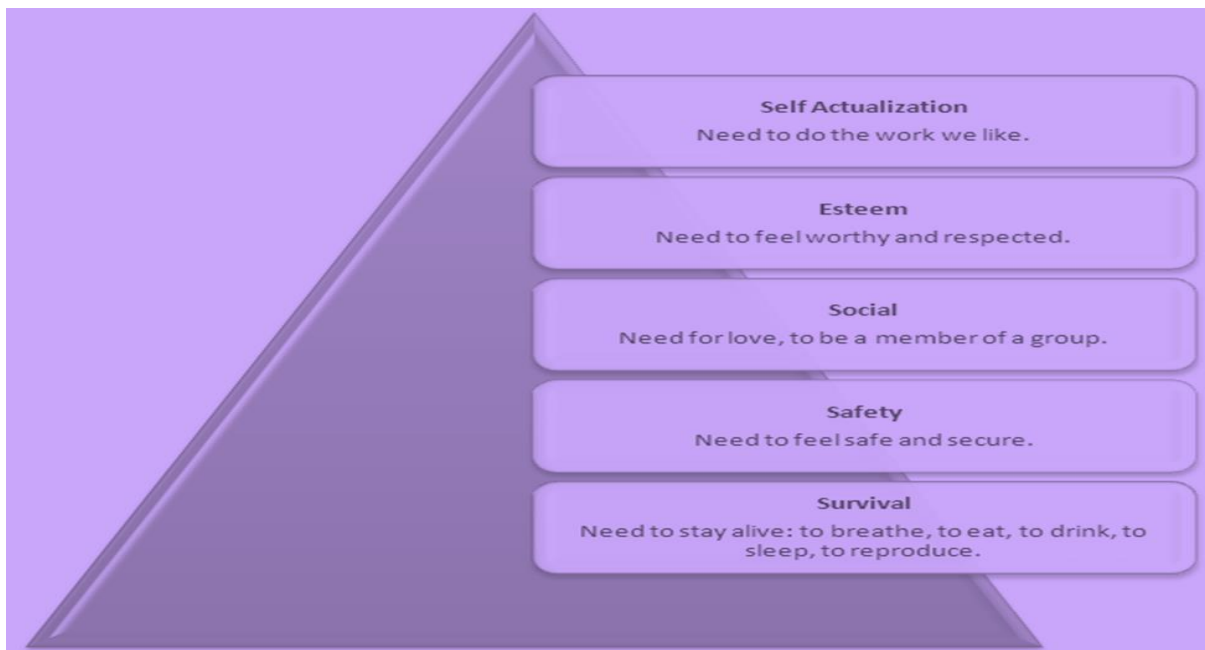 Self Actualization
Need to do the work we like.
Esteem
Need to feel worthy and respected.
Social
Need for love, to be a member of a group.
Safety
Need to feel safe and secure.
Survival
Need to stay alive: to breathe, to eat, to drink, to
sleep, to reproduce.